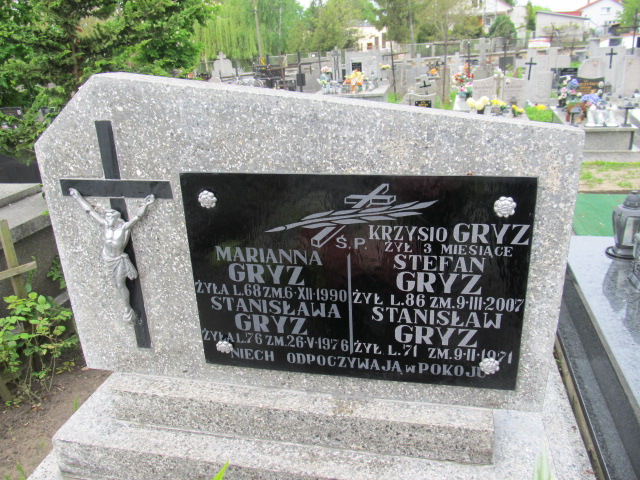 KRZYSIO GRYZ
Ś.P. ŻYŁ 3 MIESIĄCE
MARIANNA
GRYZ
ŻYŁA L.68 ZM.6-XII-1990
STANISŁAWA
GRYZ
ŻYŁA L.76 ZM.26-V-1976
STEFAN
GRYZ
ŻYŁ L.86 ZM.9-III-2007
STANISŁAW
GRYZ
ŻYŁ L.71 ZM.9-II-1971
NIECH ODPOCZYWAJĄ W POKOJU